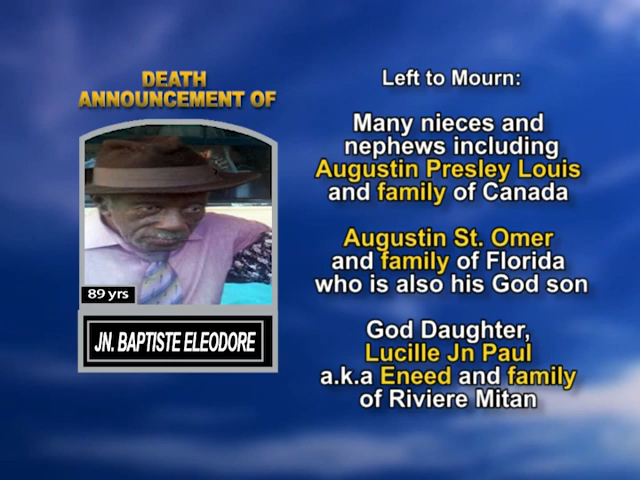 DEATH
ANNOUNCEMENT OF
89 yrs
JN. BAPTISTE ELEODORE
Left to Mourn:
Many nieces and
nephews including
Augustin Presley Louis
and family of Canada
Augustin St. Omer
and family of Florida
who is also his God son
God Daughter,
Lucille Jn Paul
a.k.a Eneed and family
of Riviere Mitan